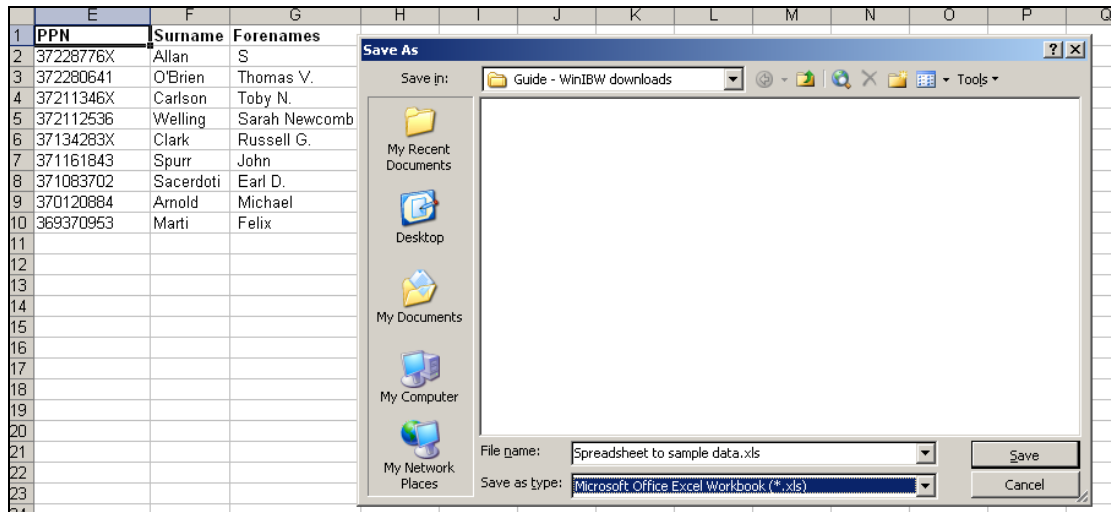 E F G H I J K L M N O P Q
1 PPN Surname Forenames
2 37228776X Allan S
3 372280641 O'Brien Thomas V.
4 37211346X Carlson Toby N.
5 372112536 Welling Sarah Newcomb
6 37134283X Clark Russell G.
7 371161843 Spurr John
8 371083702 Sacerdoti Earl D.
9 370120884 Arnold Michael
10 369370953 Marti Felix
11
12
13
14
15
16
17
18
19
20
21
22
23
24
Save As
Save in: Guide - WinIBW downloads Tools
My Recent
Documents
Desktop
My Documents
My Computer
My Network
Places
File name: Spreadsheet to sample data.xls Save
Save as type: Microsoft Office Excel Workbook (*.xls) Cancel